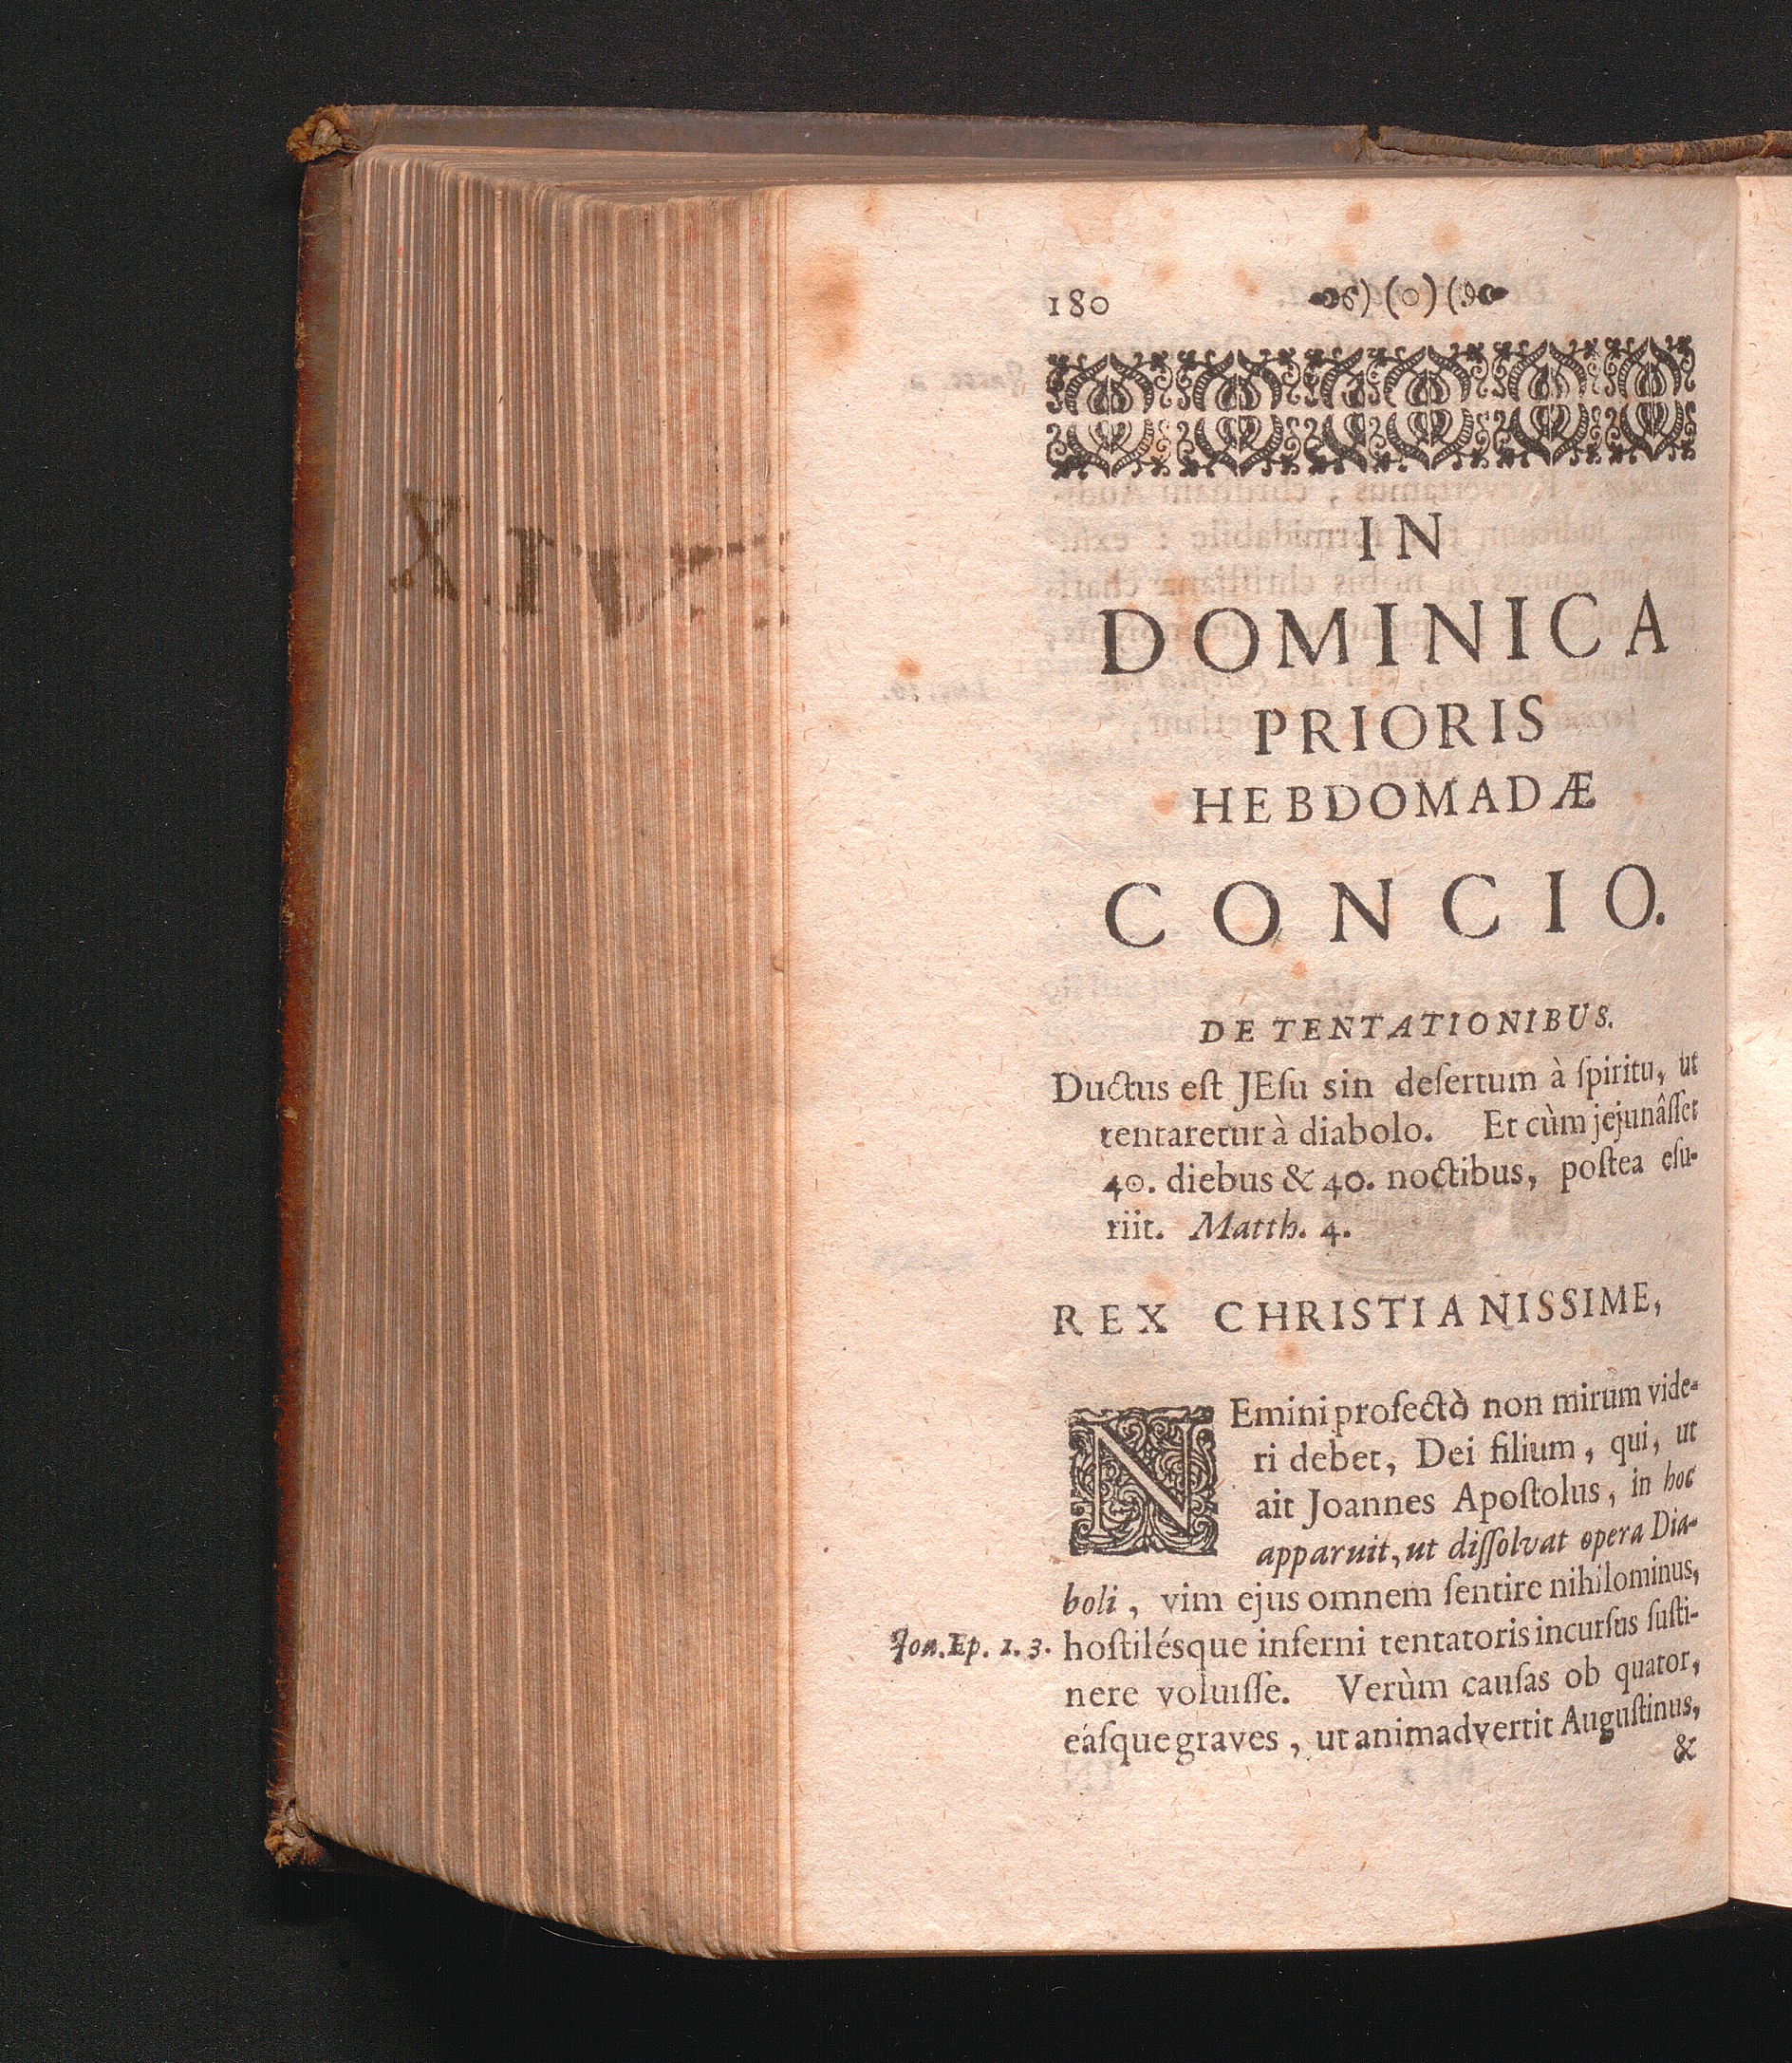 180
IN
DOMINICA
PRIORIS
HEBDOMADÆ
CONCIO.
DE TENTATIONIBUS.
Ductus eſt JEſu sin deſertum à ſpiritu, ut
tentaretur à diabolo. Et cùm jejunâſſet
40. diebus & 40. noctibus, poſtea eſu-
riit. Matth. 4.
REX CHRISTIANISSIME,
NEmini profectò non mirum vide-
ri debet, Dei filium, qui, ut
ait Joannes Apoſtolus, in hoc
apparuit, ut diſſolvat opera Dia-
boli, vim ejus omnem ſentire nihilominus,
Joa. Ep. 1. 3.
hoſtilésque inferni tentatoris incurſus ſuſti-
nere voluiſſe. Verùm cauſas ob quator,
eáſque graves, ut animadvertit Auguſtinus,
&